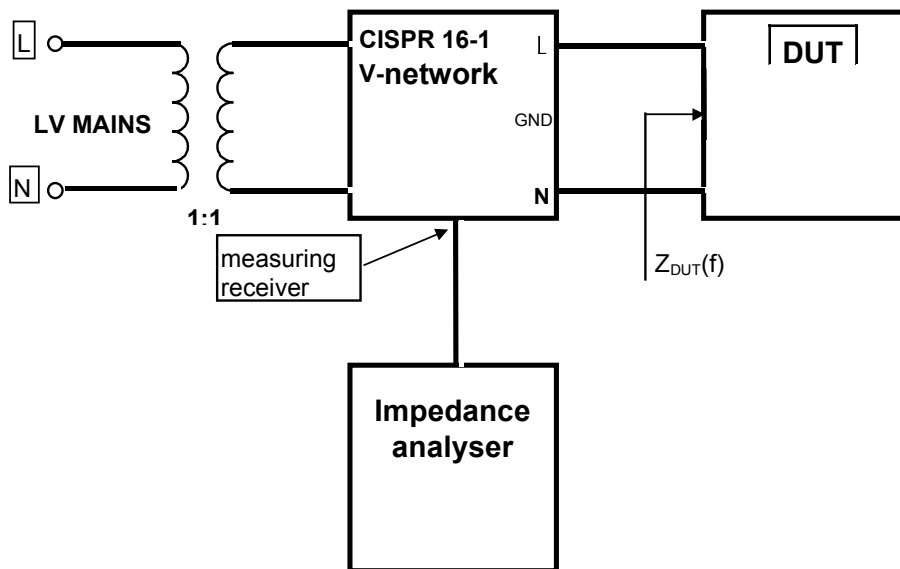 L
LV MAINS
N
1:1
CISPR 16-1
V-network
L
GND
N
DUT
measuring
receiver
Z_DUT(f)
Impedance
analyser